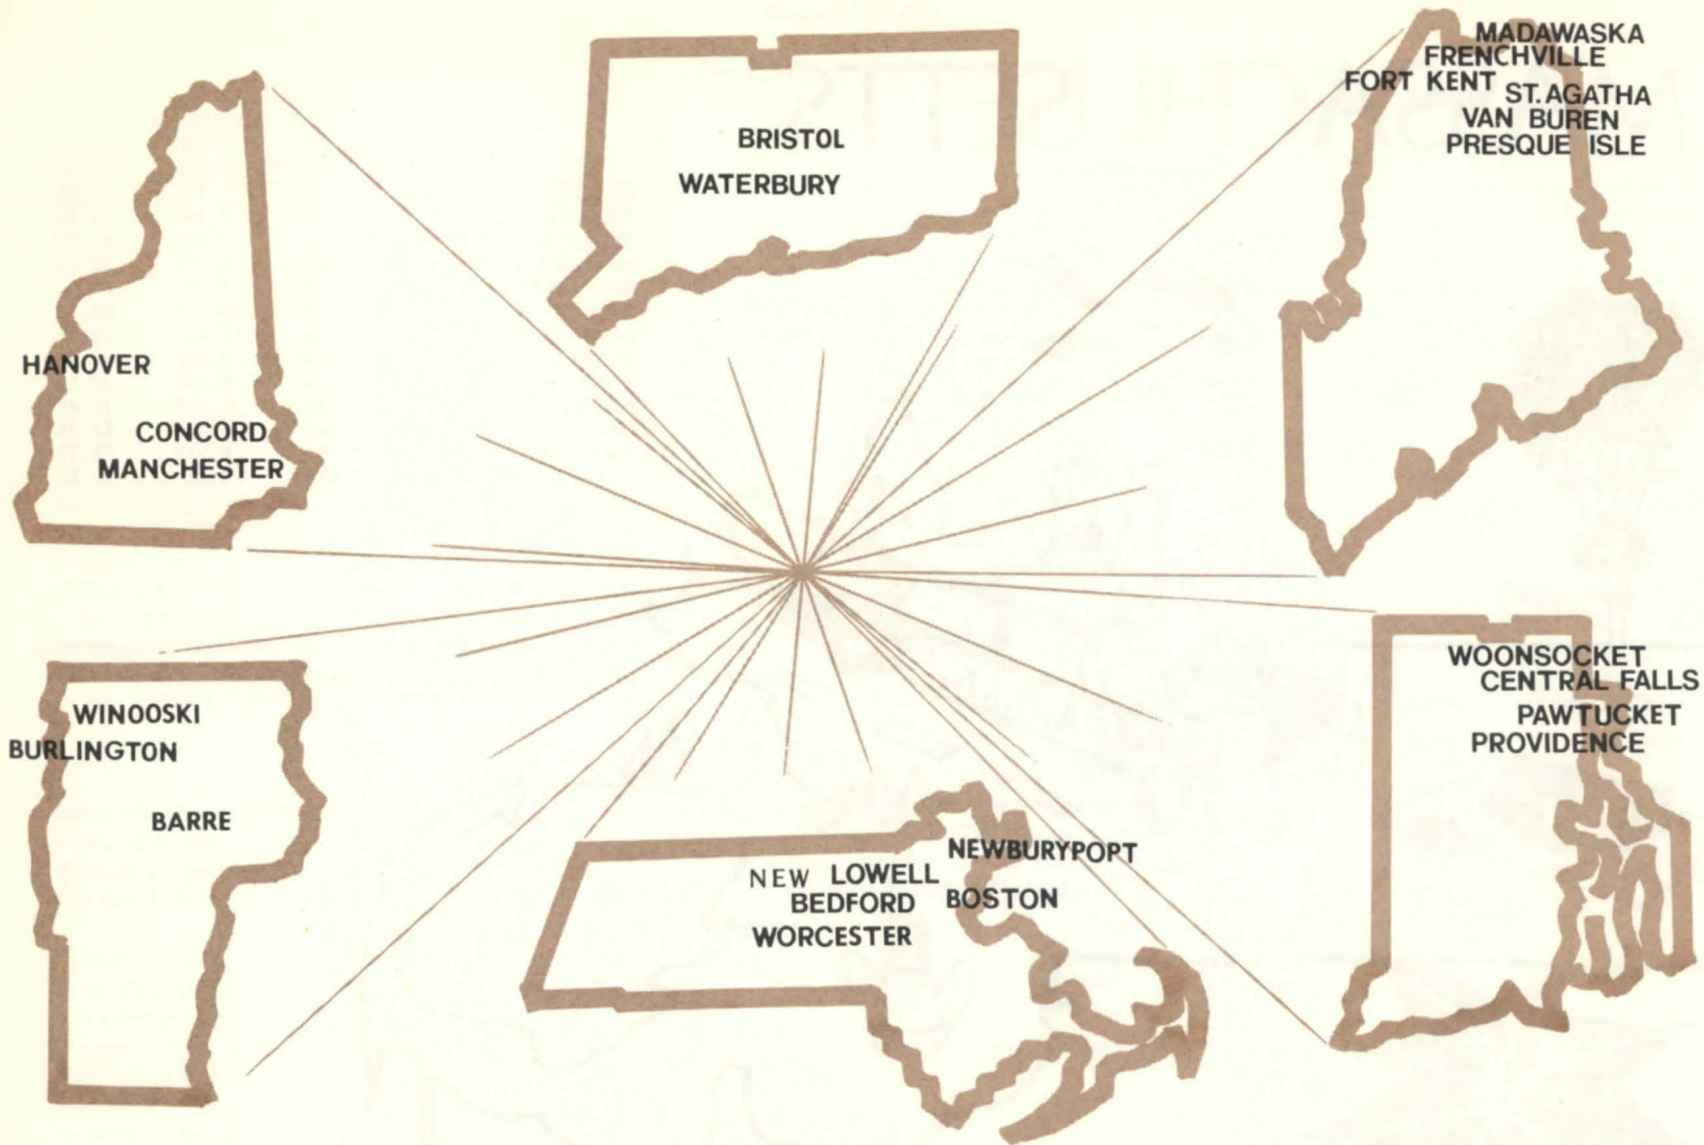 HANOVER
CONCORD
MANCHESTER
BRISTOL
WATERBURY
MADAWASKA
FRENCHVILLE
FORT KENT
ST. AGATHA
VAN BUREN
PRESQUE ISLE
WINOOSKI
BURLINGTON
BARRE
NEWBURYPOPT
NEW LOWELL
BEDFORD BOSTON
WORCESTER
WOONSOCKET
CENTRAL FALLS
PAWTUCKET
PROVIDENCE